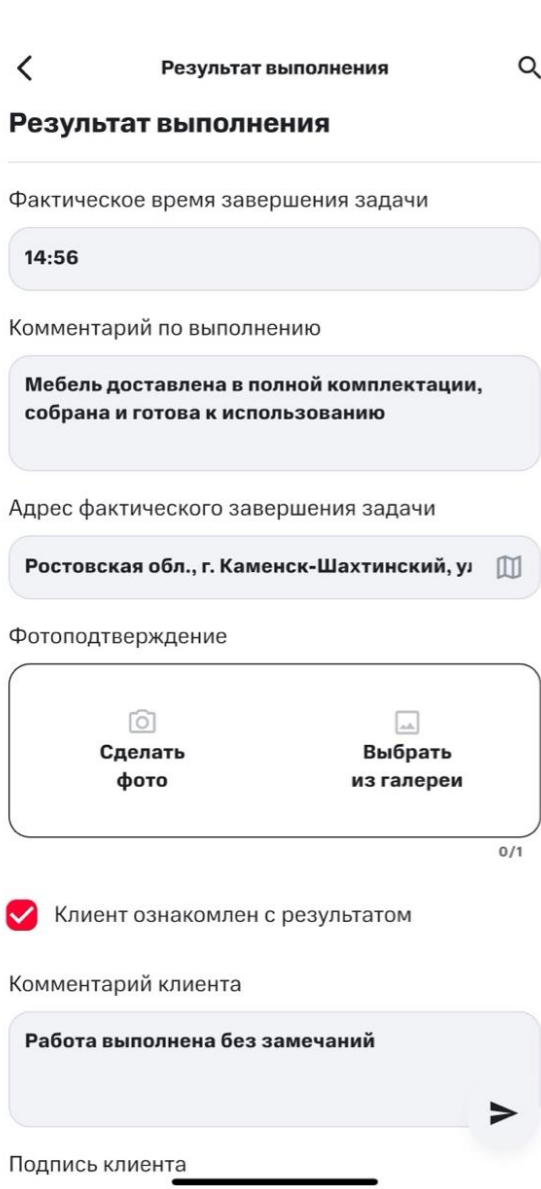 Результат выполнения
Результат выполнения
Фактическое время завершения задачи
14:56
Комментарий по выполнению
Мебель доставлена в полной комплектации,
собрана и готова к использованию
Адрес фактического завершения задачи
Ростовская обл., г. Каменск-Шахтинский,
Фотоподтверждение
Сделать
фото
Выбрать
из галереи
0/1
Клиент ознакомлен с результатом
Комментарий клиента
Работа выполнена без замечаний
Подпись клиента